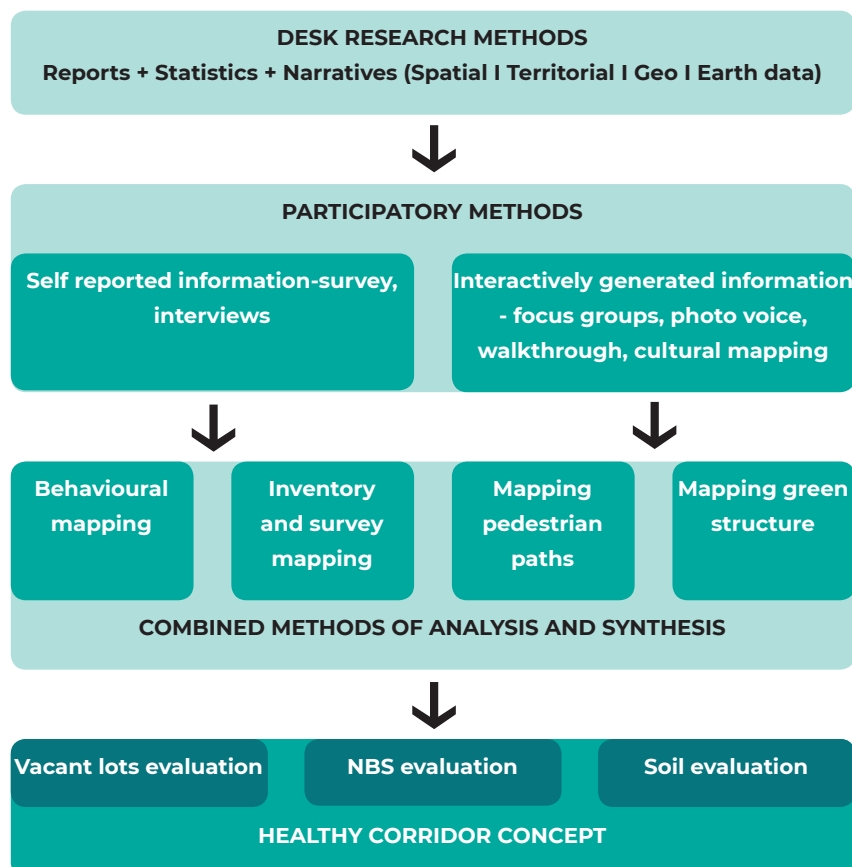 DESK RESEARCH METHODS
Reports + Statistics + Narratives (Spatial I Territorial I Geo I Earth data)
PARTICIPATORY METHODS
Self reported information-survey,
interviews
Interactively generated information
- focus groups, photo voice,
walkthrough, cultural mapping
Behavioural
mapping
Inventory
and survey
mapping
Mapping
pedestrian
paths
Mapping green
structure
COMBINED METHODS OF ANALYSIS AND SYNTHESIS
Vacant lots evaluation
NBS evaluation
Soil evaluation
HEALTHY CORRIDOR CONCEPT